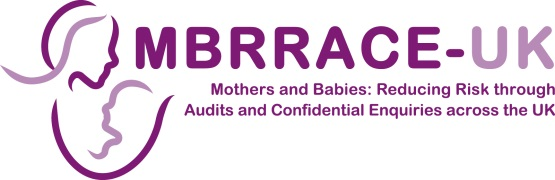 MBRRACE-UK
Mothers and Babies: Reducing Risk through
Audits and Confidential Enquiries across the UK